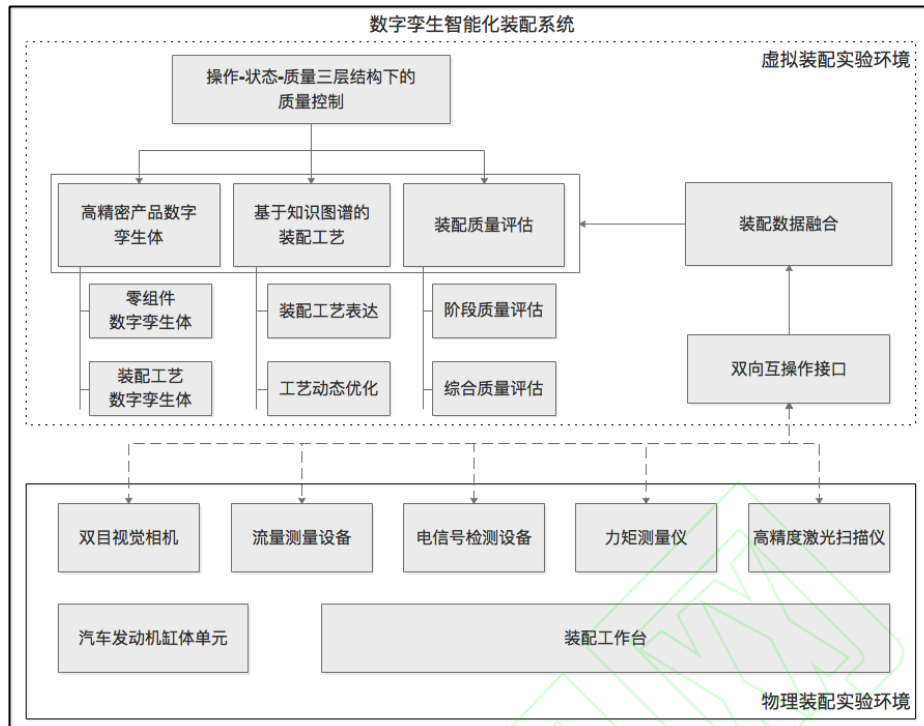 数字孪生智能化装配系统
虚拟装配实验环境
操作-状态-质量三层结构下的
质量控制
高精密产品数字
孪生体
基于知识图谱的
装配工艺
装配质量评估
装配数据融合
零组件
数字孪生体
装配工艺表达
阶段质量评估
双向互操作接口
装配工艺
数字孪生体
工艺动态优化
综合质量评估
双目视觉相机
流量测量设备
电信号检测设备
力矩测量仪
高精度激光扫描仪
汽车发动机缸体单元
装配工作台
物理装配实验环境